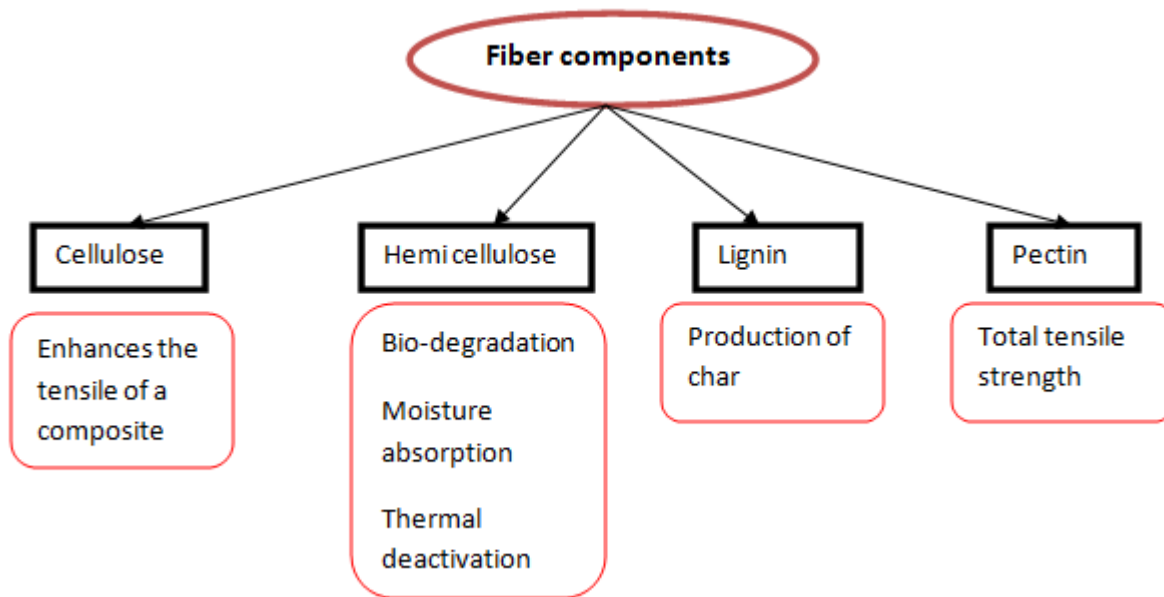 Fiber components
Cellulose
Hemi cellulose
Lignin
Pectin
Enhances the
tensile of a
composite
Bio-degradation
Moisture
absorption
Thermal
deactivation
Production of
char
Total tensile
strength